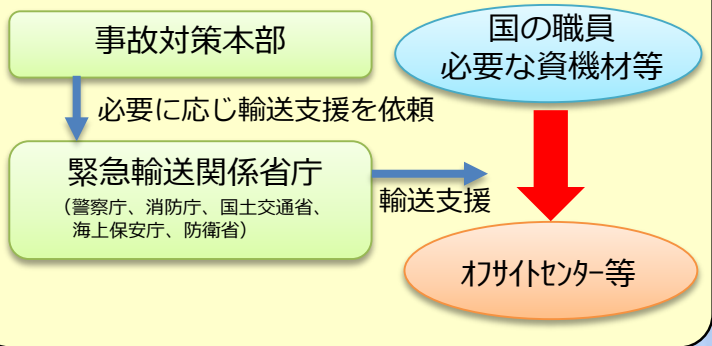 事故対策本部
必要に応じ輸送支援を依頼
緊急輸送関係省庁
（警察庁、消防庁、国土交通省、
海上保安庁、防衛省）
輸送支援
国の職員
必要な資機材等
ｵﾌｻｲﾄｾﾝﾀｰ等